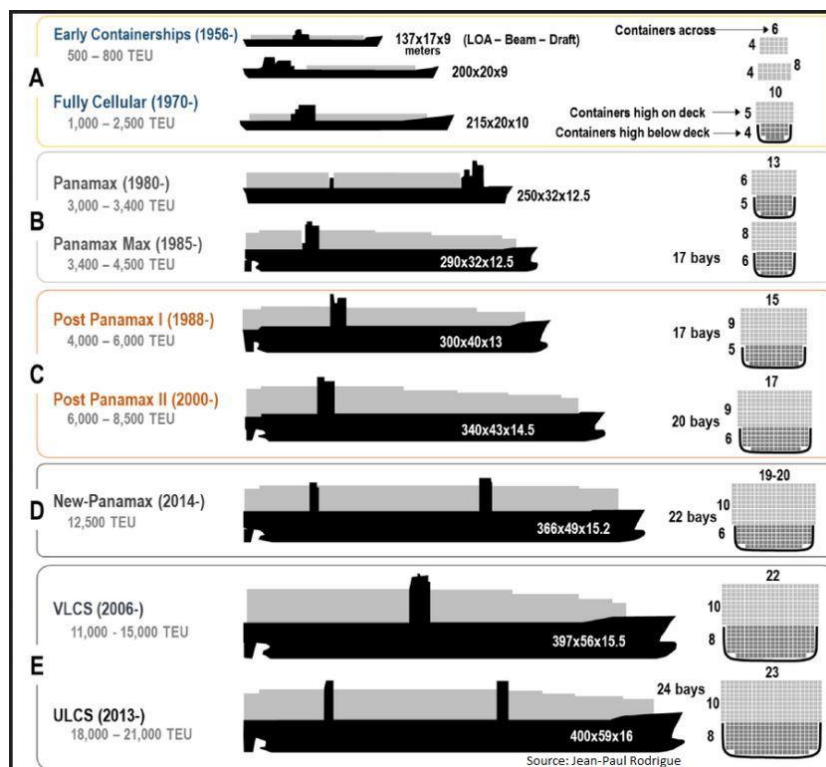 Early Containerships (1956-)
500 – 800 TEU
137x17x9
meters
(LOA – Beam – Draft)
Containers across
6
4
200x20x9
4
8
A
Fully Cellular (1970-)
1,000 – 2,500 TEU
215x20x10
10
Containers high on deck
5
Containers high below deck
4
B
Panamax (1980-)
3,000 – 3,400 TEU
250x32x12.5
13
6
5
Panamax Max (1985-)
3,400 – 4,500 TEU
290x32x12.5
17 bays
8
6
C
Post Panamax I (1988-)
4,000 – 6,000 TEU
300x40x13
17 bays
15
9
5
Post Panamax II (2000-)
6,000 – 8,500 TEU
340x43x14.5
20 bays
17
9
6
D
New-Panamax (2014-)
12,500 TEU
366x49x15.2
22 bays
19-20
10
6
E
VLCS (2006-)
11,000 - 15,000 TEU
397x56x15.5
22
10
8
ULCS (2013-)
18,000 – 21,000 TEU
400x59x16
24 bays
23
10
8
Source: Jean-Paul Rodrigue